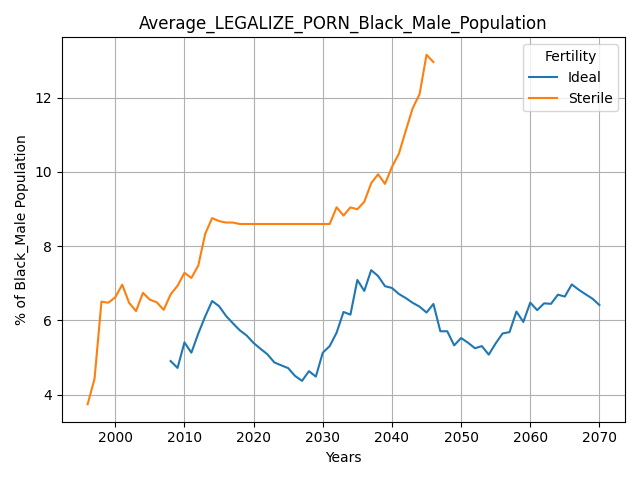 Average_LEGALIZE_PORN_Black_Male_Population
Fertility
Ideal
Sterile
% of Black_Male Population
12
10
8
6
4
2000 2010 2020 2030 2040 2050 2060 2070
Years